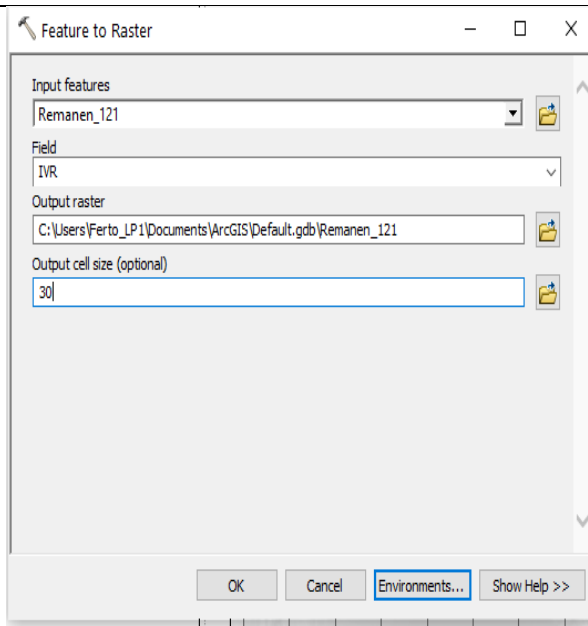 Feature to Raster
Input features
Remanen_121
Field
IVR
Output raster
C:\Users\Ferto_LP1\Documents\ArcGIS\Default.gdb\Remanen_121
Output cell size (optional)
30
OK Cancel Environments... Show Help >>